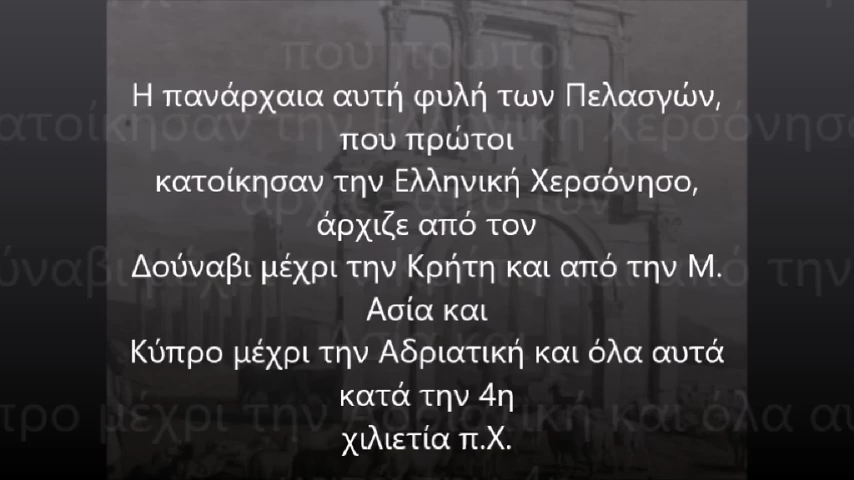 Η πανάρχαια αυτή φυλή των Πελασγών,
που πρώτοι
κατοίκησαν την Ελληνική Χερσόνησο,
άρχιζε από τον
Δούναβι μέχρι την Κρήτη και από την Μ.
Ασία και
Κύπρο μέχρι την Αδριατική και όλα αυτά
κατά την 4η
χιλιετία π.Χ.